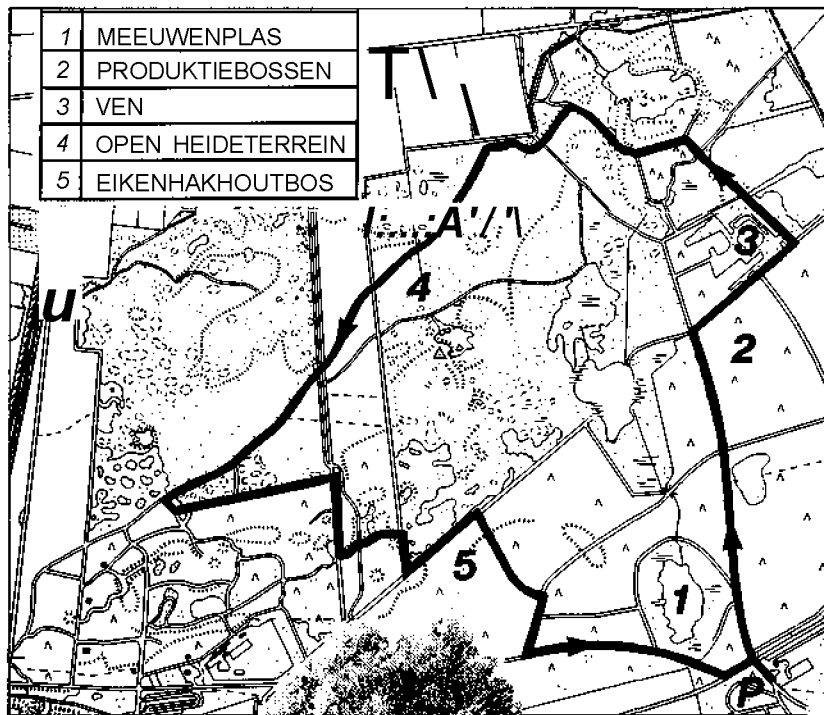 1 MEEUWENPLAS
2 PRODUKTIEBOSSEN
3 VEN
4 OPEN HEIDETERREIN
5 EIKENHAKHOUTBOS
3
4
u
2
5
1
P